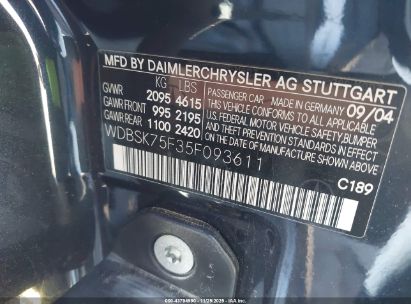 MFD BY DAIMLERCHRYSLER AG STUTTGART
KG LBS
GVWR 2095 4615
GAWR FRONT 995 2195
GAWR REAR 1100 2420
PASSENGER CAR / MADE IN GERMANY 09/04
THIS VEHICLE CONFORMS TO ALL APPLICABLE
U.S. FEDERAL MOTOR VEHICLE SAFETY, BUMPER
AND THEFT PREVENTION STANDARDS IN EFFECT
ON THE DATE OF MANUFACTURE SHOWN ABOVE.
WDBSK75F35F093611
C189